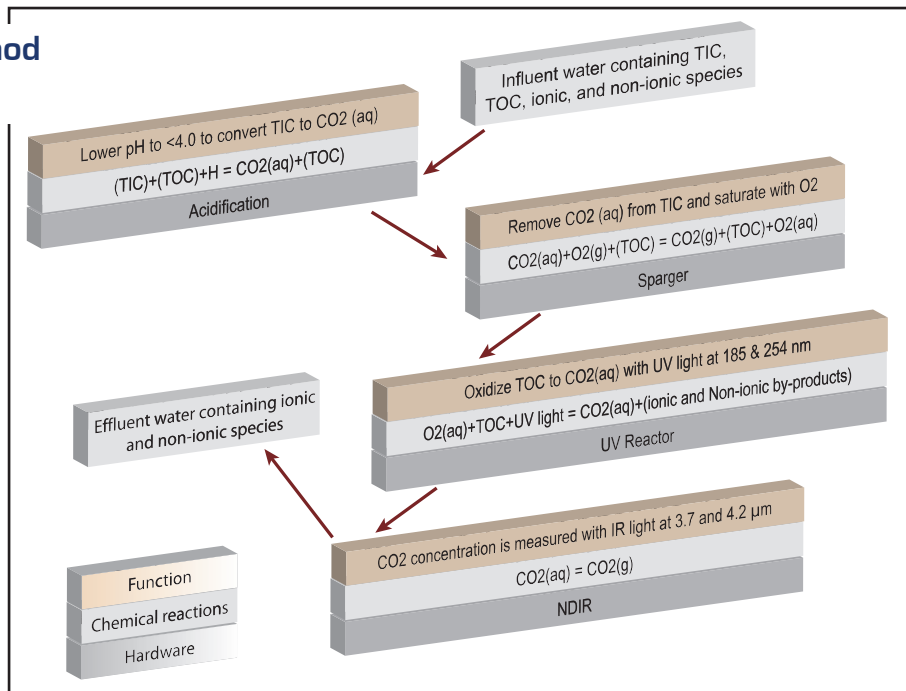 Influent water containing TIC,
TOC, ionic, and non-ionic species
Lower pH to <4.0 to convert TIC to CO2 (aq)
(TIC)+(TOC)+H = CO2(aq)+(TOC)
Acidification
Remove CO2 (aq) from TIC and saturate with O2
CO2(aq)+O2(g)+(TOC) = CO2(g)+(TOC)+O2(aq)
Sparger
Oxidize TOC to CO2(aq) with UV light at 185 & 254 nm
O2(aq)+TOC+UV light = CO2(aq)+(ionic and Non-ionic by-products)
UV Reactor
Effluent water containing ionic
and non-ionic species
CO2 concentration is measured with IR light at 3.7 and 4.2 µm
CO2(aq) = CO2(g)
NDIR
Function
Chemical reactions
Hardware